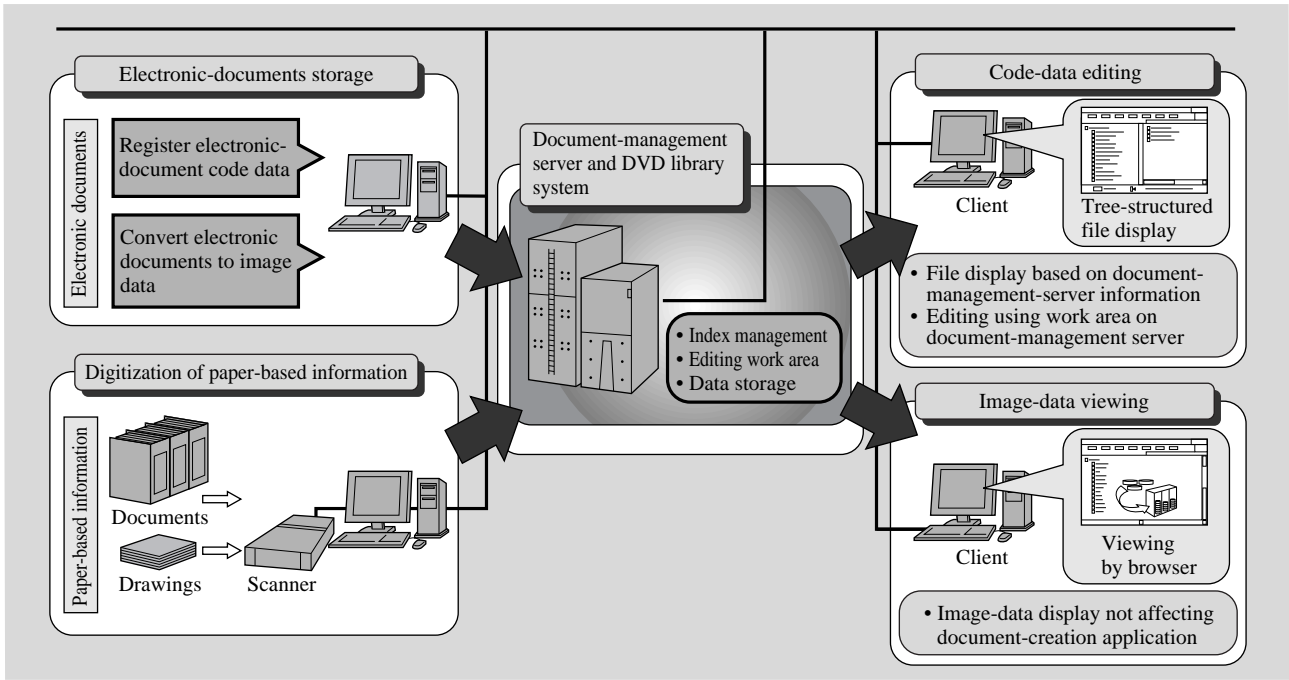 Electronic-documents storage
Electronic documents
Register electronic-
document code data
Convert electronic
documents to image
data
Digitization of paper-based information
Paper-based information
Documents
Drawings
Scanner
Document-management
server and DVD library
system
• Index management
• Editing work area
• Data storage
Code-data editing
Client
Tree-structured
file display
• File display based on document-
management-server information
• Editing using work area on
document-management server
Image-data viewing
Client
Viewing
by browser
• Image-data display not affecting
document-creation application